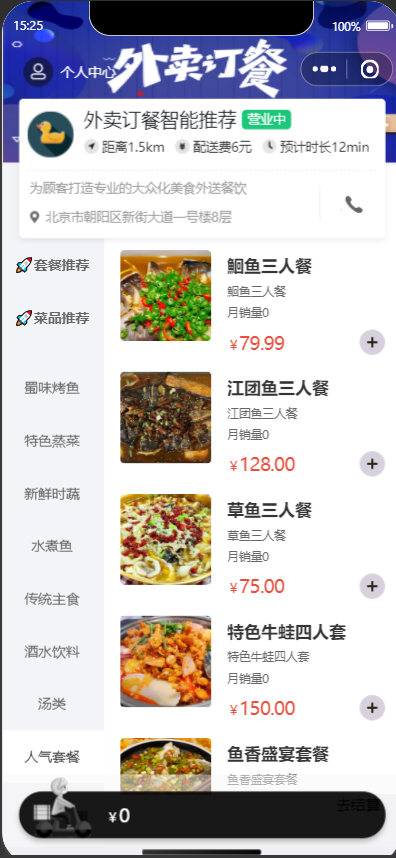 15:25
100%
个人中心
外卖订餐
外卖订餐智能推荐 营业中
距离1.5km 配送费6元 预计时长12min
为顾客打造专业的大众化美食外送餐饮
北京市朝阳区新街大道一号楼8层
套餐推荐
菜品推荐
蜀味烤鱼
特色蒸菜
新鲜时蔬
水煮鱼
传统主食
酒水饮料
汤类
人气套餐
鮰鱼三人餐
鮰鱼三人餐
月销量0
¥79.99
江团鱼三人餐
江团鱼三人餐
月销量0
¥128.00
草鱼三人餐
草鱼三人餐
月销量0
¥75.00
特色牛蛙四人套
特色牛蛙四人套
月销量0
¥150.00
鱼香盛宴套餐
鱼香盛宴套餐
¥0
去结算